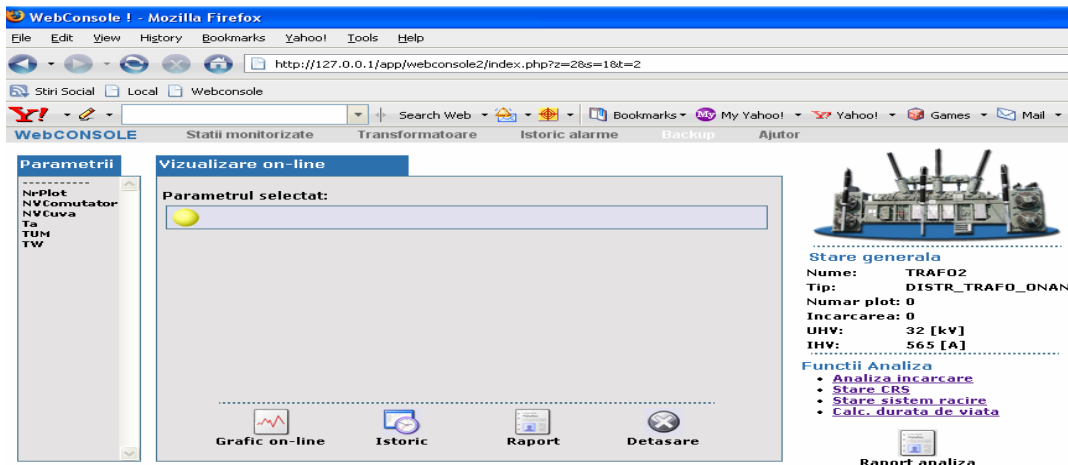 WebConsole ! - Mozilla Firefox
File Edit View History Bookmarks Yahoo! Tools Help
http://127.0.0.1/app/webconsole2/index.php?z=2&s=1&t=2
Stiri Social Local Webconsole
Y! Search Web Bookmarks My My Yahoo! Yahoo! Games Mail
WebCONSOLE Statii monitorizate Transformatoare Istoric alarme Backup Ajutor
Parametrii
-----------
NrPlot
NVComutator
NVCuva
Ta
TUM
TW
Vizualizare on-line
Parametrul selectat:
Grafic on-line Istoric Raport Detasare
Stare generala
Nume: TRAFO2
Tip: DISTR_TRAFO_ONAN
Numar plot: 0
Incarcarea: 0
UHV: 32 [kV]
IHV: 565 [A]
Functii Analiza
• Analiza incarcare
• Stare CRS
• Stare sistem racire
• Calc. durata de viata
Raport analiza